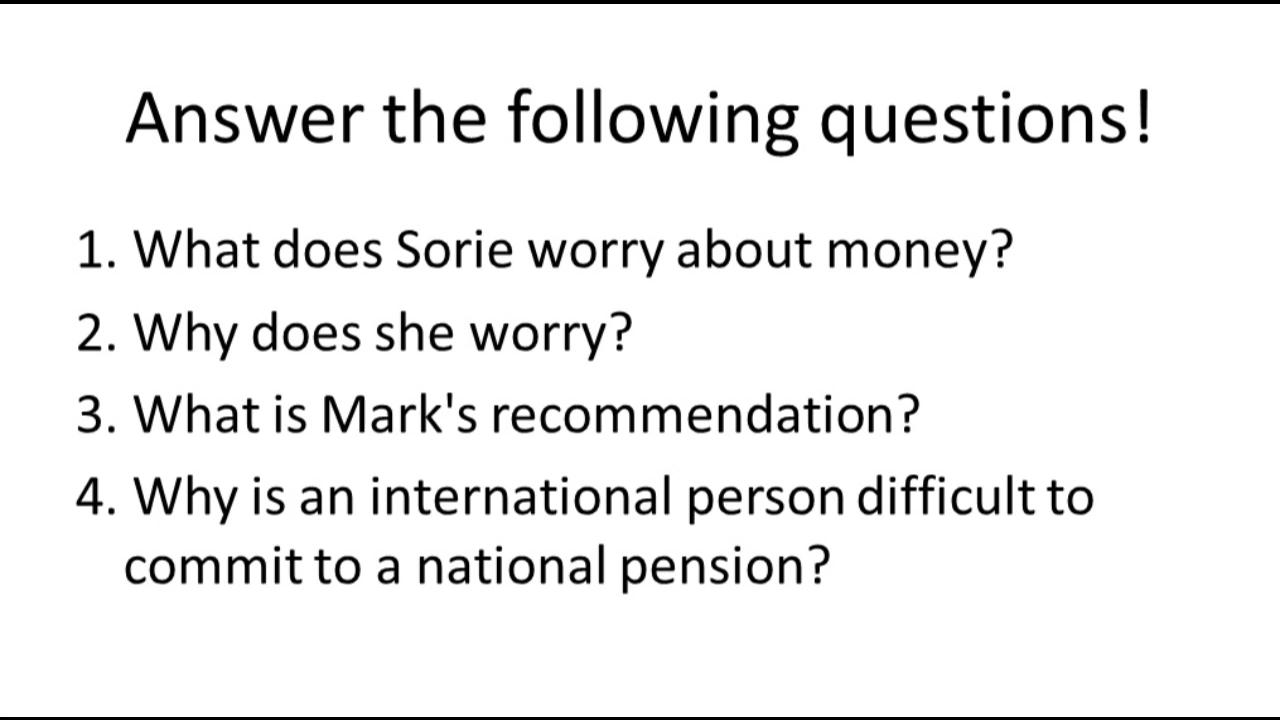 Answer the following questions!
1. What does Sorie worry about money?
2. Why does she worry?
3. What is Mark's recommendation?
4. Why is an international person difficult to
commit to a national pension?